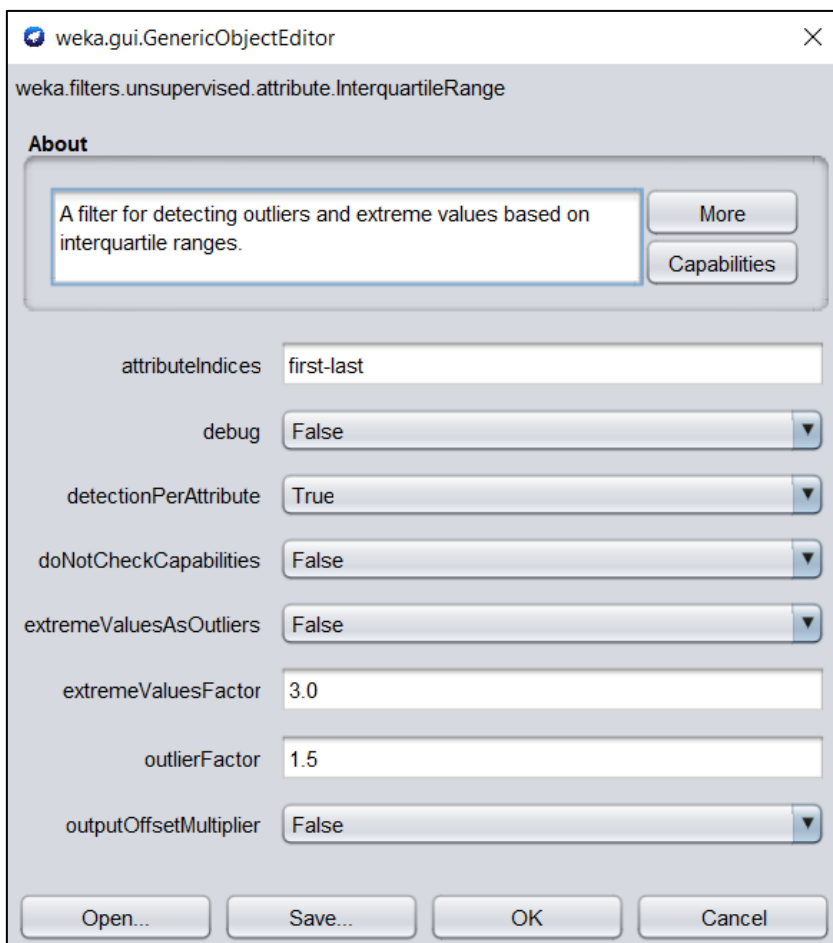 weka.gui.GenericObjectEditor
weka.filters.unsupervised.attribute.InterquartileRange
About
A filter for detecting outliers and extreme values based on
interquartile ranges.
More
Capabilities
attributeIndices first-last
debug False
detectionPerAttribute True
doNotCheckCapabilities False
extremeValuesAsOutliers False
extremeValuesFactor 3.0
outlierFactor 1.5
outputOffsetMultiplier False
Open... Save... OK Cancel